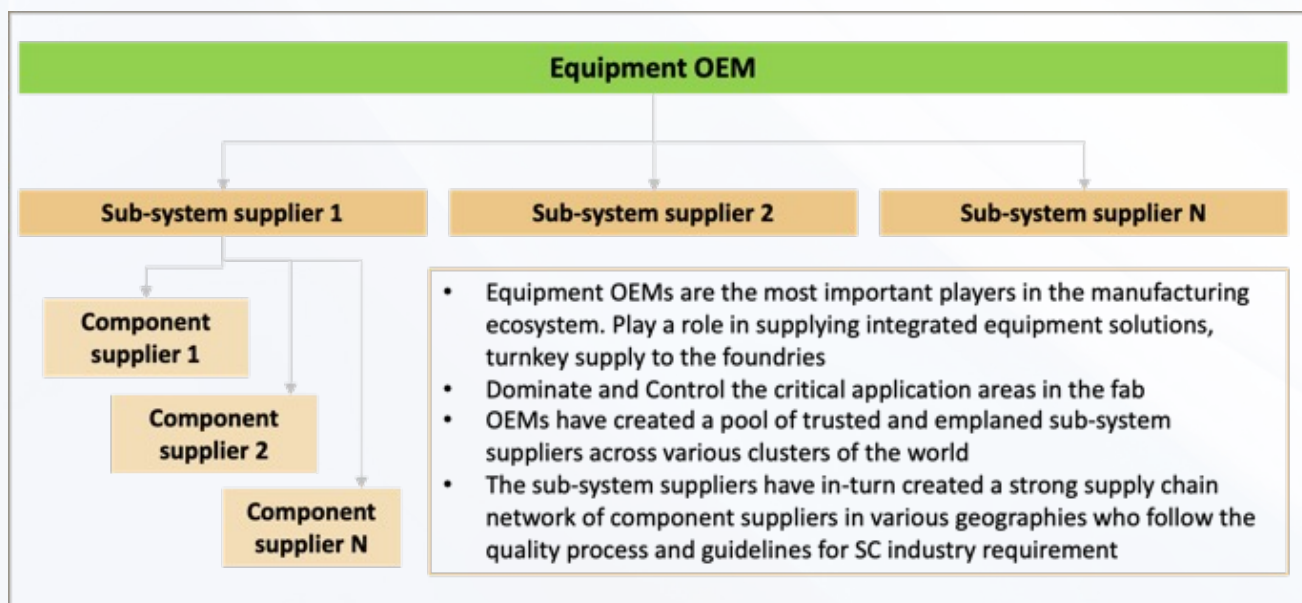 Equipment OEM
Sub-system supplier 1
Sub-system supplier 2
Sub-system supplier N
Component
supplier 1
Component
supplier 2
Component
supplier N
• Equipment OEMs are the most important players in the manufacturing
ecosystem. Play a role in supplying integrated equipment solutions,
turnkey supply to the foundries
• Dominate and Control the critical application areas in the fab
• OEMs have created a pool of trusted and emplaned sub-system
suppliers across various clusters of the world
• The sub-system suppliers have in-turn created a strong supply chain
network of component suppliers in various geographies who follow the
quality process and guidelines for SC industry requirement